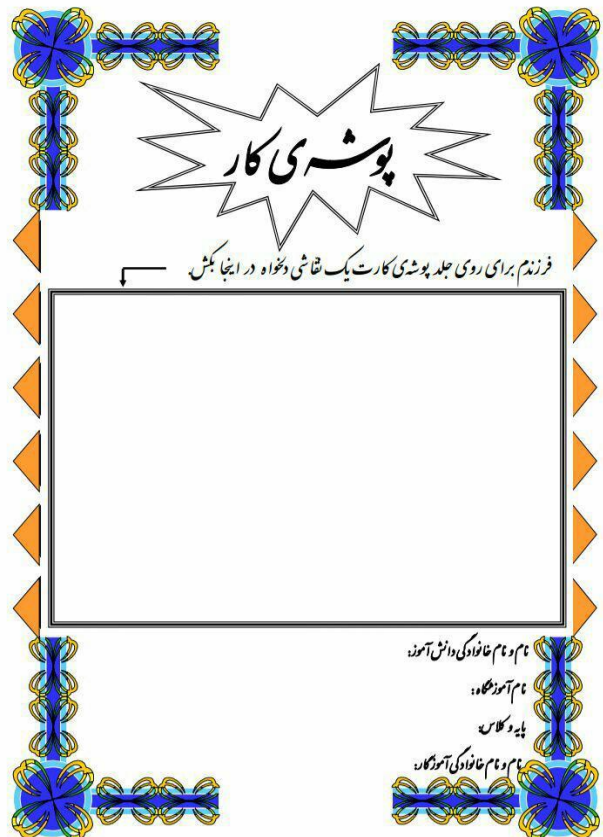 پوشه‌ی کار
فرزندم برای روی جلد پوشه‌ی کارت یک نقاشی دلخواه در اینجا بکش.
نام و نام خانوادگی دانش آموز:
نام آموزشگاه:
پایه و کلاس:
نام و نام خانوادگی آموزگار: